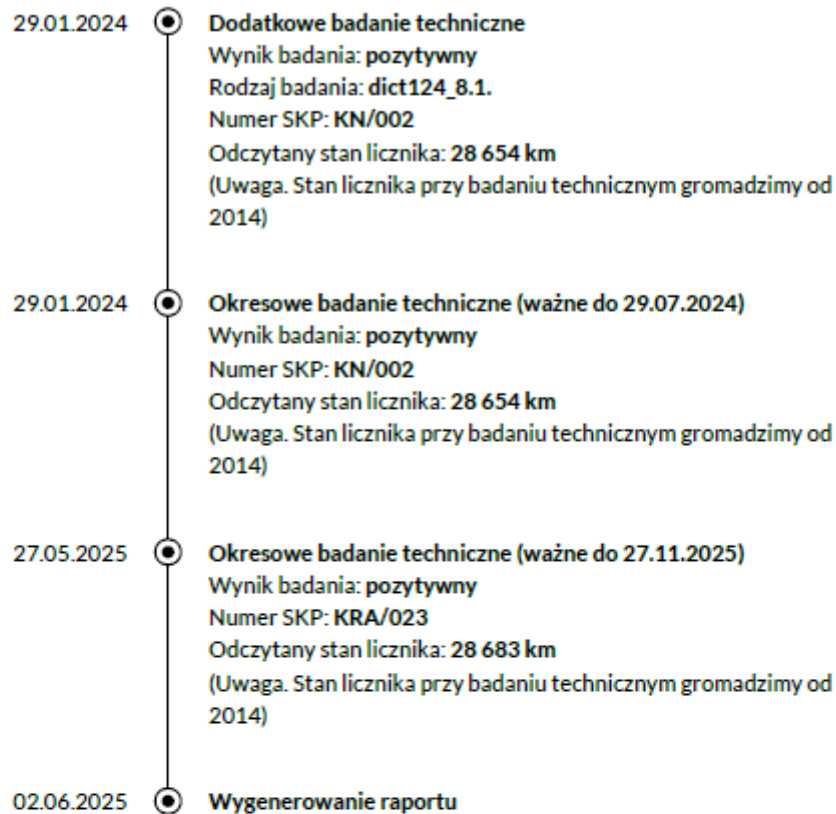 29.01.2024 Dodatkowe badanie techniczne
Wynik badania: pozytywny
Rodzaj badania: dict124_8.1.
Numer SKP: KN/002
Odczytany stan licznika: 28 654 km
(Uwaga. Stan licznika przy badaniu technicznym gromadzimy od
2014)
29.01.2024 Okresowe badanie techniczne (ważne do 29.07.2024)
Wynik badania: pozytywny
Numer SKP: KN/002
Odczytany stan licznika: 28 654 km
(Uwaga. Stan licznika przy badaniu technicznym gromadzimy od
2014)
27.05.2025 Okresowe badanie techniczne (ważne do 27.11.2025)
Wynik badania: pozytywny
Numer SKP: KRA/023
Odczytany stan licznika: 28 683 km
(Uwaga. Stan licznika przy badaniu technicznym gromadzimy od
2014)
02.06.2025 Wygenerowanie raportu